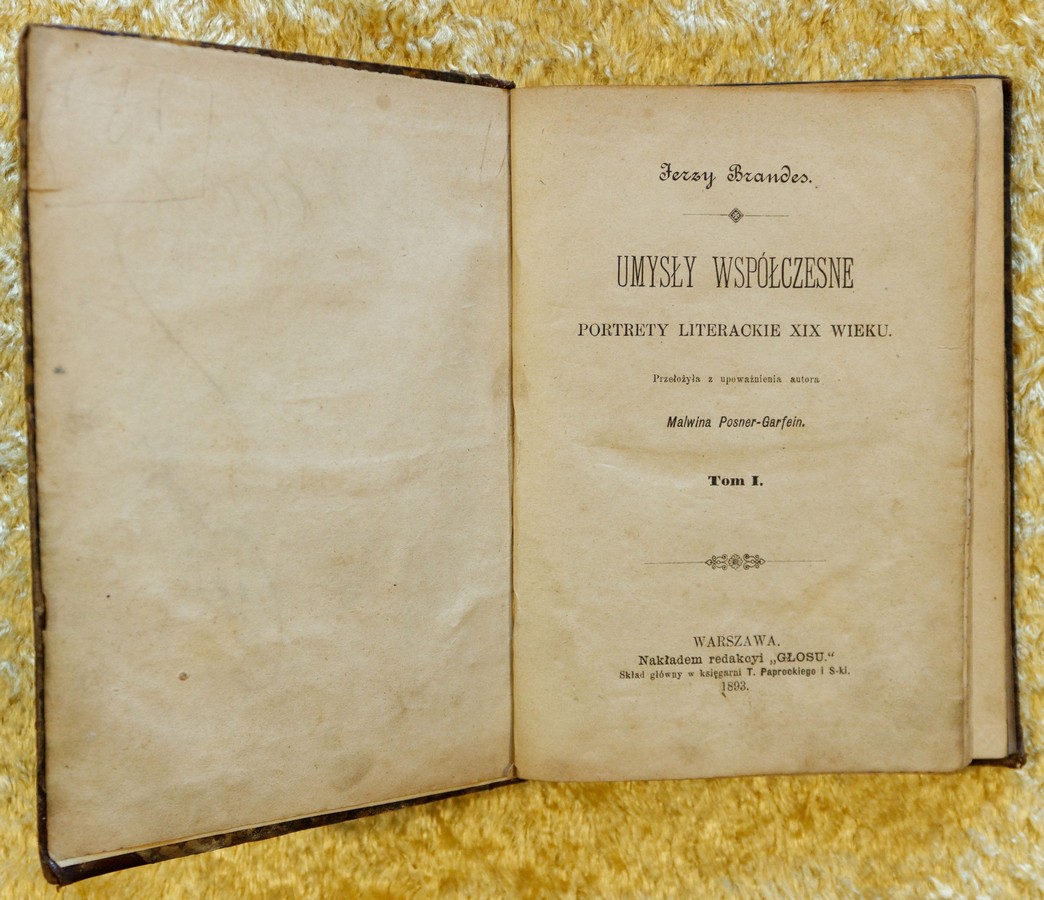 Jerzy Brandes.
UMYSŁY WSPÓŁCZESNE
PORTRETY LITERACKIE XIX WIEKU.
Przełożyła z upoważnienia autora
Malwina Posner-Garfein.
Tom I.
WARSZAWA.
Nakładem redakcyi „GŁOSU.“
Skład główny w księgarni T. Paprockiego i S-ki.
1893.